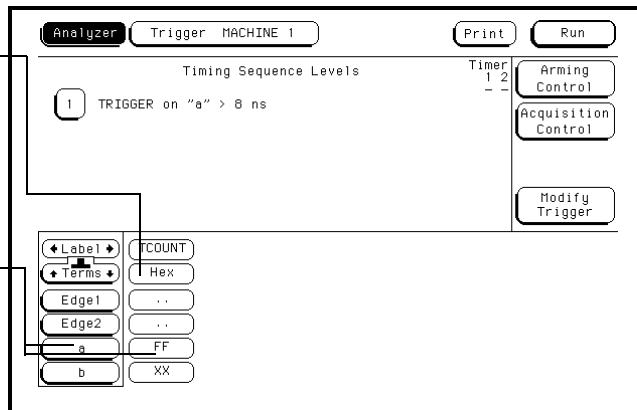 Analyzer Trigger MACHINE 1 Print Run
Timing Sequence Levels
Timer
1 2
- -
1 TRIGGER on "a" > 8 ns
Arming
Control
Acquisition
Control
Modify
Trigger
Label TCOUNT
Terms Hex
Edge1 ..
Edge2 ..
a FF
b XX